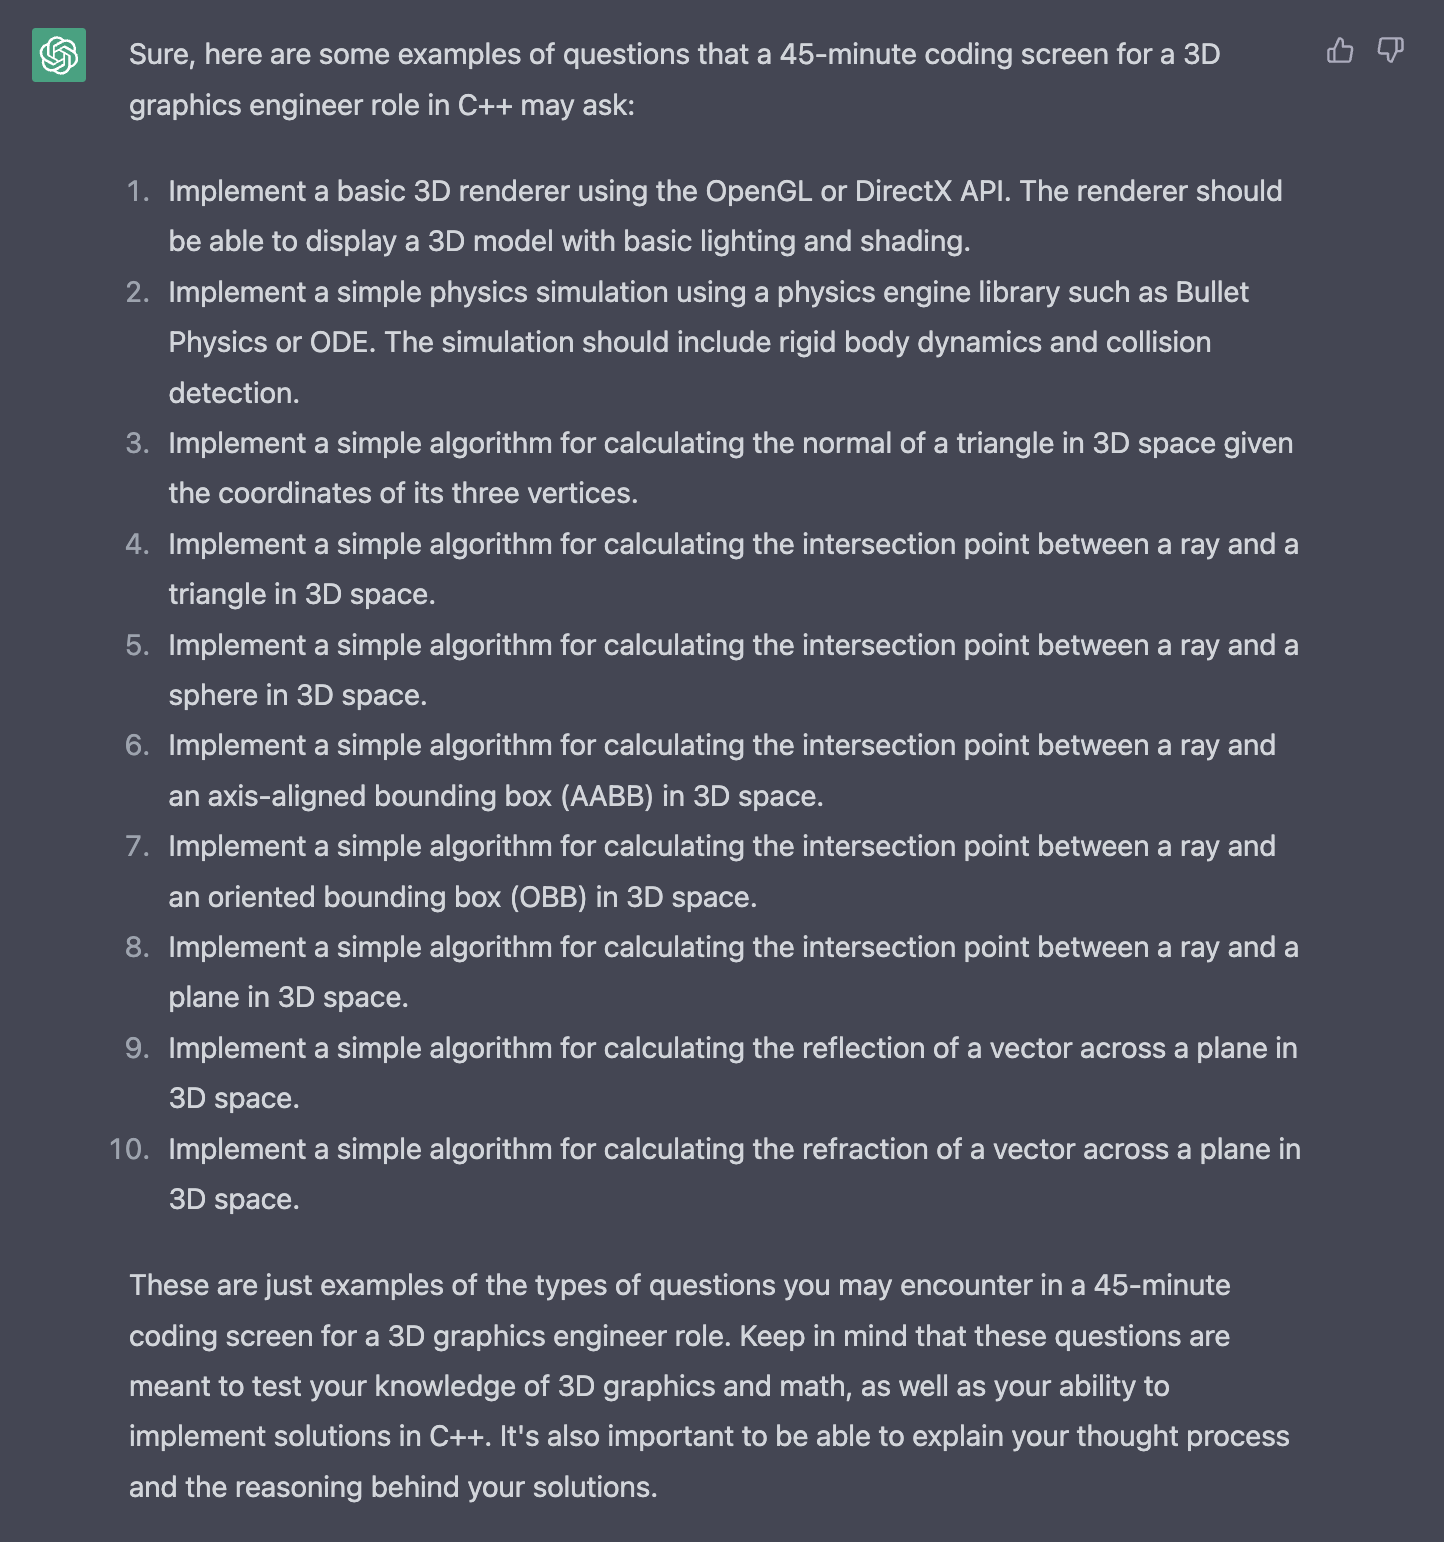 Sure, here are some examples of questions that a 45-minute coding screen for a 3D
graphics engineer role in C++ may ask:
1. Implement a basic 3D renderer using the OpenGL or DirectX API. The renderer should
be able to display a 3D model with basic lighting and shading.
2. Implement a simple physics simulation using a physics engine library such as Bullet
Physics or ODE. The simulation should include rigid body dynamics and collision
detection.
3. Implement a simple algorithm for calculating the normal of a triangle in 3D space given
the coordinates of its three vertices.
4. Implement a simple algorithm for calculating the intersection point between a ray and a
triangle in 3D space.
5. Implement a simple algorithm for calculating the intersection point between a ray and a
sphere in 3D space.
6. Implement a simple algorithm for calculating the intersection point between a ray and
an axis-aligned bounding box (AABB) in 3D space.
7. Implement a simple algorithm for calculating the intersection point between a ray and
an oriented bounding box (OBB) in 3D space.
8. Implement a simple algorithm for calculating the intersection point between a ray and a
plane in 3D space.
9. Implement a simple algorithm for calculating the reflection of a vector across a plane in
3D space.
10. Implement a simple algorithm for calculating the refraction of a vector across a plane in
3D space.
These are just examples of the types of questions you may encounter in a 45-minute
coding screen for a 3D graphics engineer role. Keep in mind that these questions are
meant to test your knowledge of 3D graphics and math, as well as your ability to
implement solutions in C++. It's also important to be able to explain your thought process
and the reasoning behind your solutions.